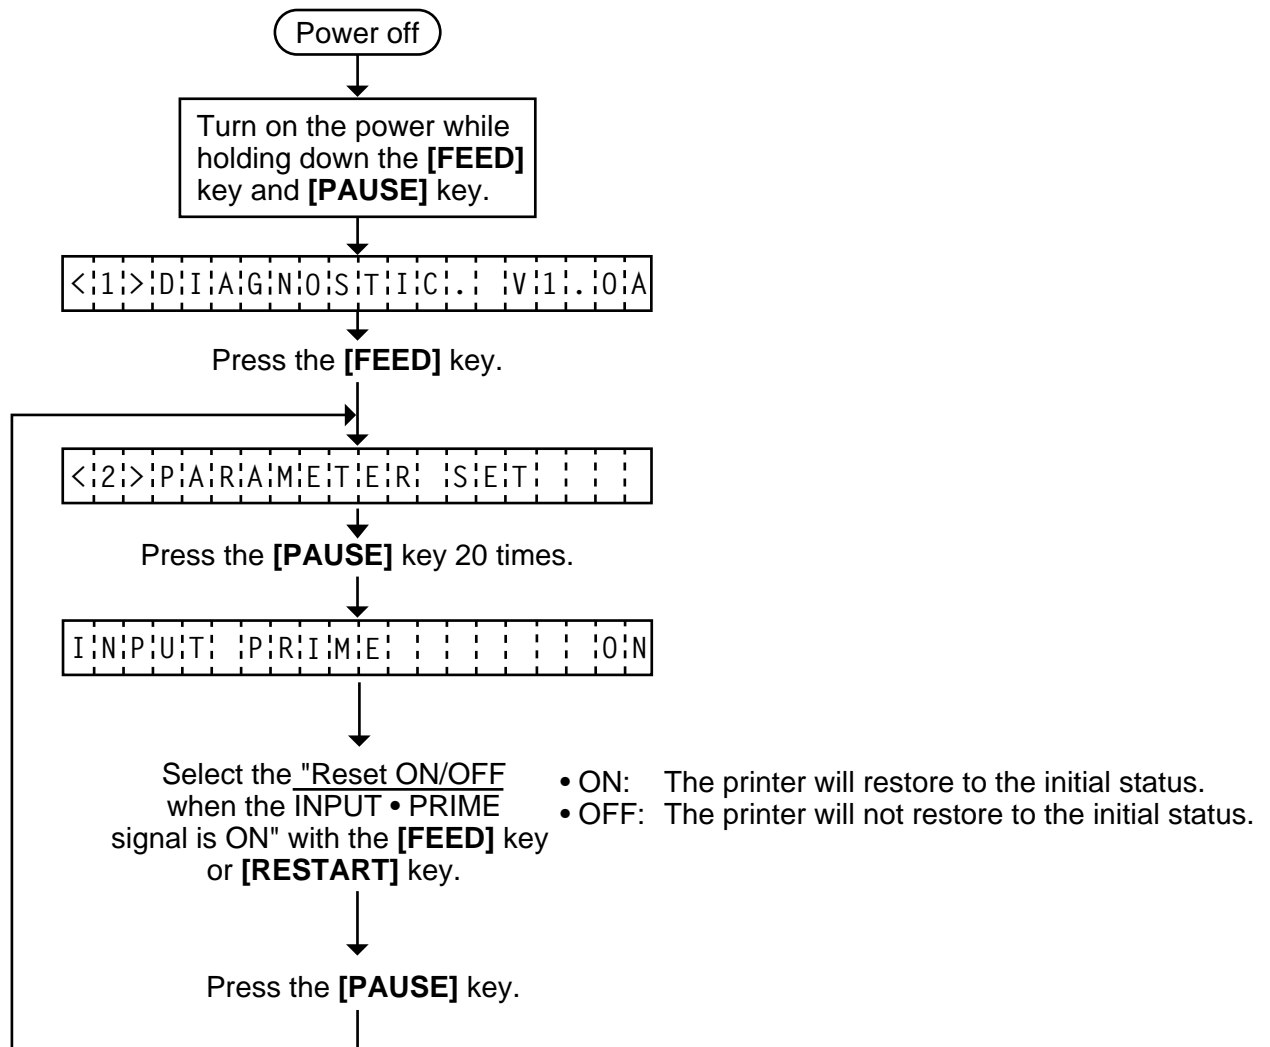 Power off
Turn on the power while
holding down the [FEED]
key and [PAUSE] key.
<1>DIAGNOSTIC. V1.0A
Press the [FEED] key.
<2>PARAMETER SET
Press the [PAUSE] key 20 times.
INPUT PRIME ON
Select the "Reset ON/OFF
when the INPUT • PRIME
signal is ON" with the [FEED] key
or [RESTART] key.
• ON: The printer will restore to the initial status.
• OFF: The printer will not restore to the initial status.
Press the [PAUSE] key.